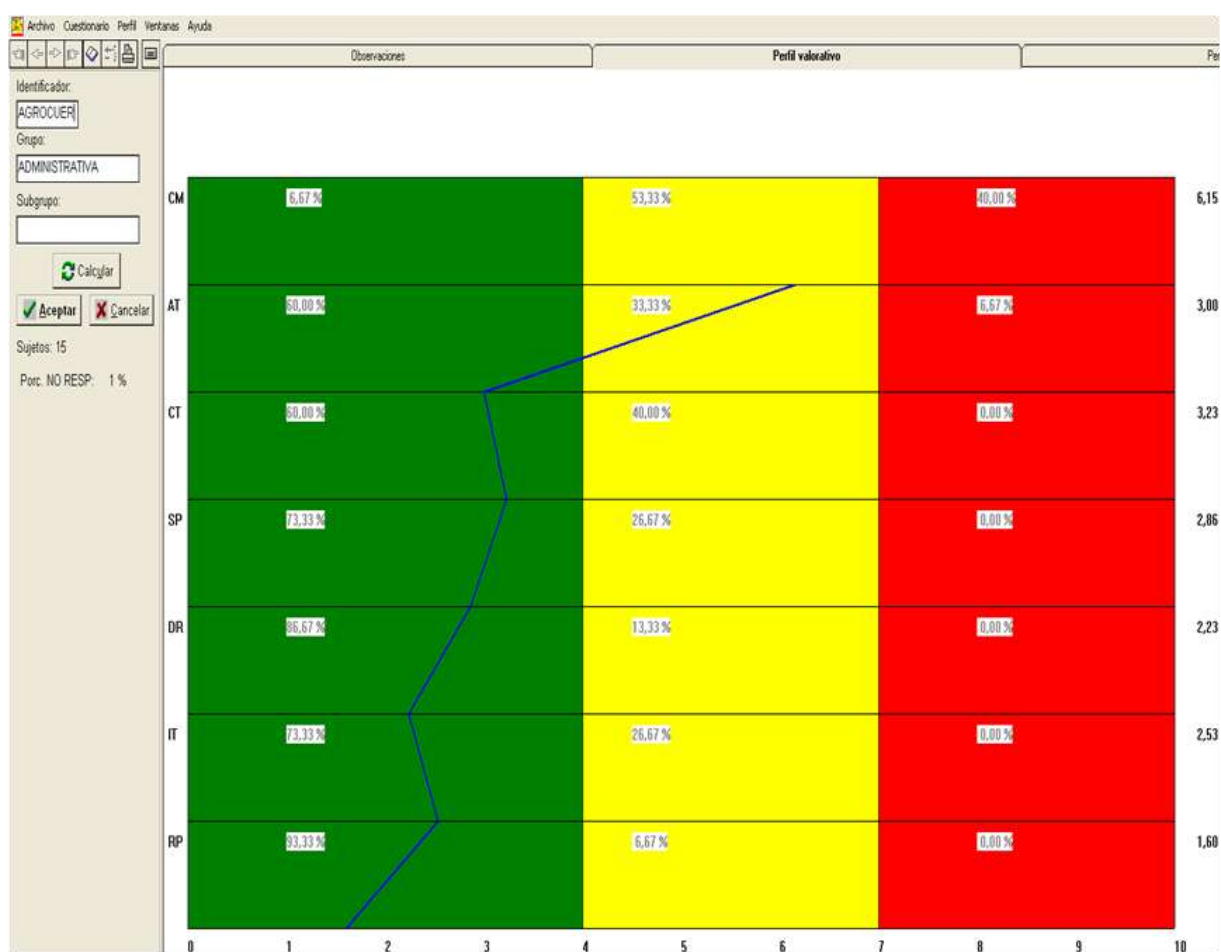 Archivo Cuestionario Perfil Ventanas Ayuda
Observaciones
Perfil valorativo
Per
Identificador:
AGROCUER
Grupo:
ADMINISTRATIVA
Subgrupo:
Calcular
Aceptar
Cancelar
Sujetos: 15
Porc. NO RESP: 1 %
CM 6,67 % 53,33 % 40,00 % 6,15
AT 60,00 % 33,33 % 6,67 % 3,00
CT 60,00 % 40,00 % 0,00 % 3,23
SP 73,33 % 26,67 % 0,00 % 2,86
DR 86,67 % 13,33 % 0,00 % 2,23
IT 73,33 % 26,67 % 0,00 % 2,53
RP 93,33 % 6,67 % 0,00 % 1,60
0 1 2 3 4 5 6 7 8 9 10